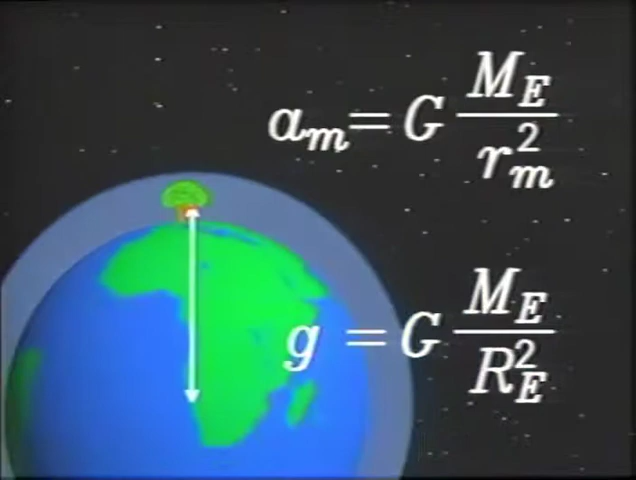 a_m = G M_E / r_m^2
g = G M_E / R_E^2